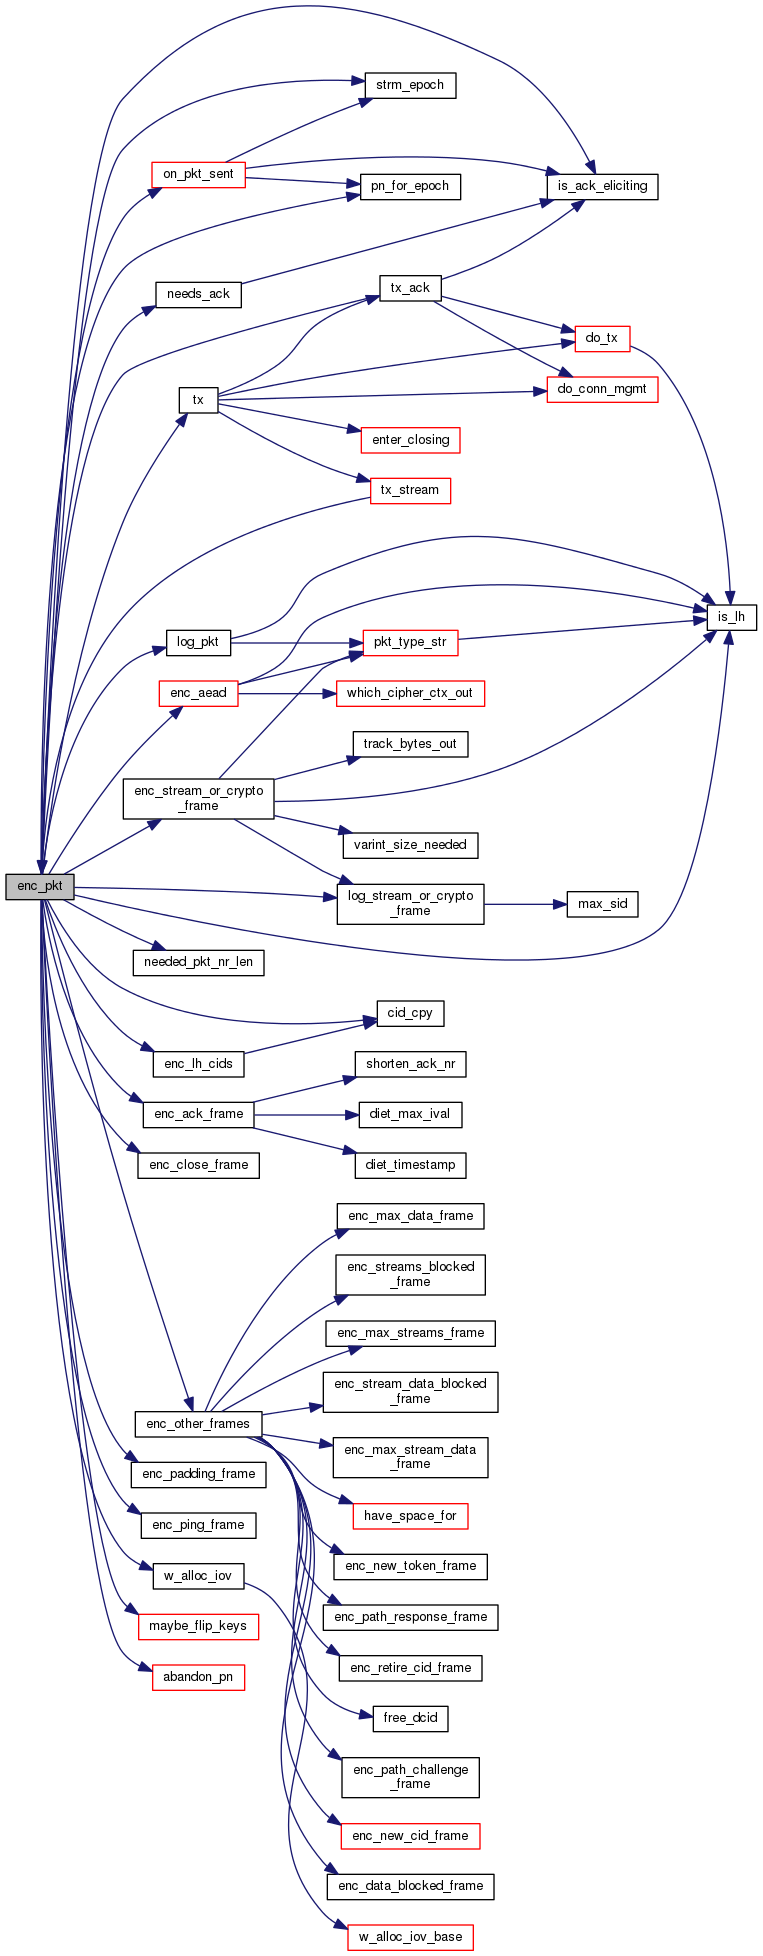 strm_epoch
on_pkt_sent
is_ack_eliciting
pn_for_epoch
needs_ack
tx_ack
do_tx
do_conn_mgmt
tx
enter_closing
tx_stream
is_lh
log_pkt
pkt_type_str
enc_aead
which_cipher_ctx_out
track_bytes_out
enc_stream_or_crypto
_frame
varint_size_needed
enc_pkt
log_stream_or_crypto
_frame
max_sid
needed_pkt_nr_len
cid_cpy
enc_lh_cids
shorten_ack_nr
enc_ack_frame
diet_max_ival
enc_close_frame
diet_timestamp
enc_max_data_frame
enc_streams_blocked
_frame
enc_max_streams_frame
enc_stream_data_blocked
_frame
enc_other_frames
enc_max_stream_data
_frame
enc_padding_frame
have_space_for
enc_ping_frame
enc_new_token_frame
w_alloc_iov
enc_path_response_frame
maybe_flip_keys
enc_retire_cid_frame
abandon_pn
free_dcid
enc_path_challenge
_frame
enc_new_cid_frame
enc_data_blocked_frame
w_alloc_iov_base